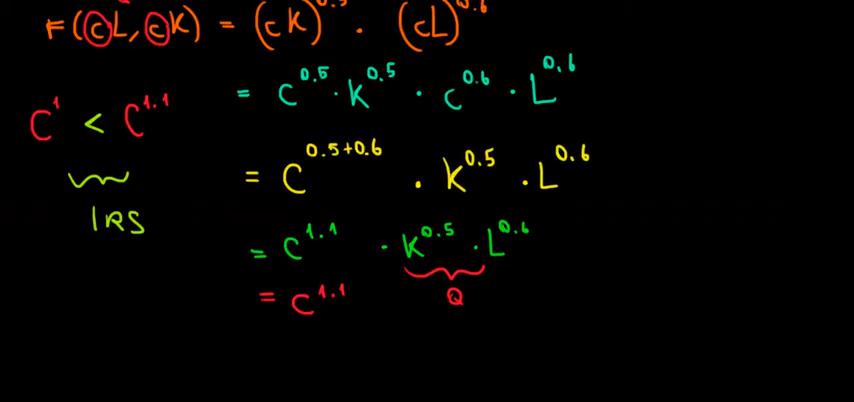 F(cL, cK) = (cK)^0.5 · (cL)^0.6
= c^0.5 · K^0.5 · c^0.6 · L^0.6
C^1 < C^1.1
= C^0.5+0.6 · K^0.5 · L^0.6
IRS
= C^1.1 · K^0.5 · L^0.6
Q
= C^1.1